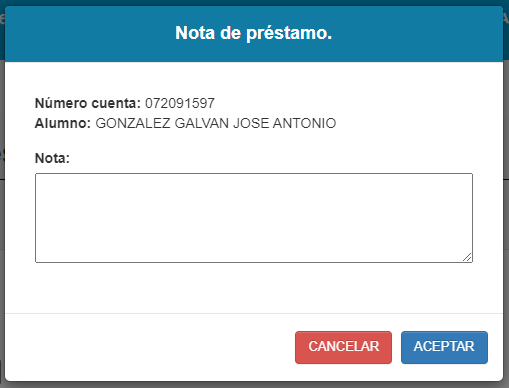 Nota de préstamo.
Número cuenta: 072091597
Alumno: GONZALEZ GALVAN JOSE ANTONIO
Nota:
CANCELAR ACEPTAR